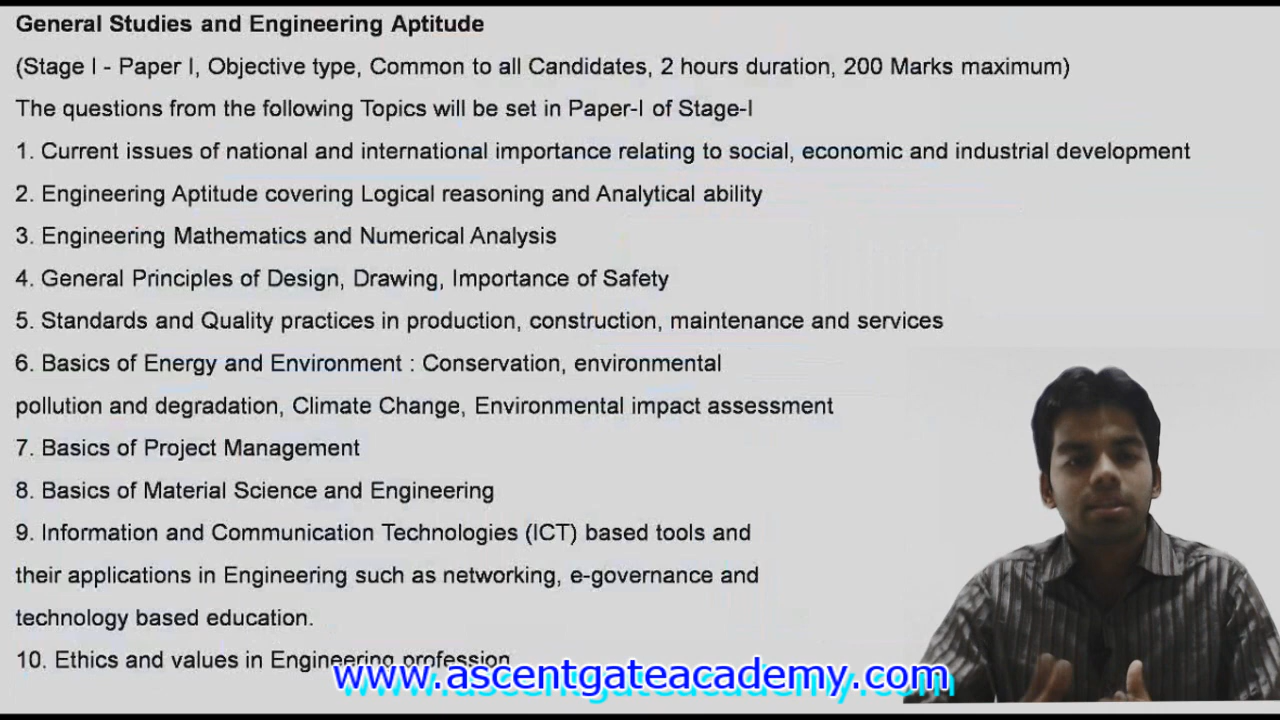 General Studies and Engineering Aptitude
(Stage I - Paper I, Objective type, Common to all Candidates, 2 hours duration, 200 Marks maximum)
The questions from the following Topics will be set in Paper-I of Stage-I
1. Current issues of national and international importance relating to social, economic and industrial development
2. Engineering Aptitude covering Logical reasoning and Analytical ability
3. Engineering Mathematics and Numerical Analysis
4. General Principles of Design, Drawing, Importance of Safety
5. Standards and Quality practices in production, construction, maintenance and services
6. Basics of Energy and Environment : Conservation, environmental
pollution and degradation, Climate Change, Environmental impact assessment
7. Basics of Project Management
8. Basics of Material Science and Engineering
9. Information and Communication Technologies (ICT) based tools and
their applications in Engineering such as networking, e-governance and
technology based education.
10. Ethics and values in Engineering profession
www.ascentgateacademy.com